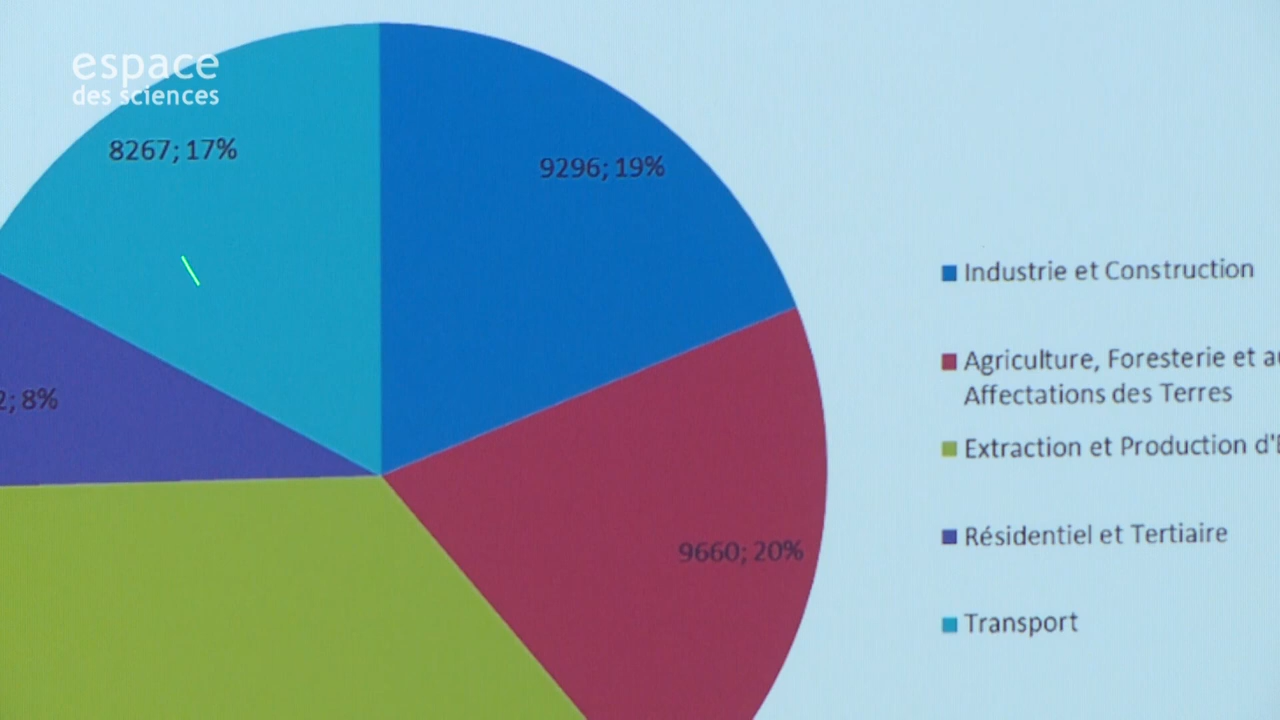 espace
des sciences
8267; 17%
9296; 19%
8%
9660; 20%
Industrie et Construction
Agriculture, Foresterie et
Affectations des Terres
Extraction et Production
Résidentiel et Tertiaire
Transport